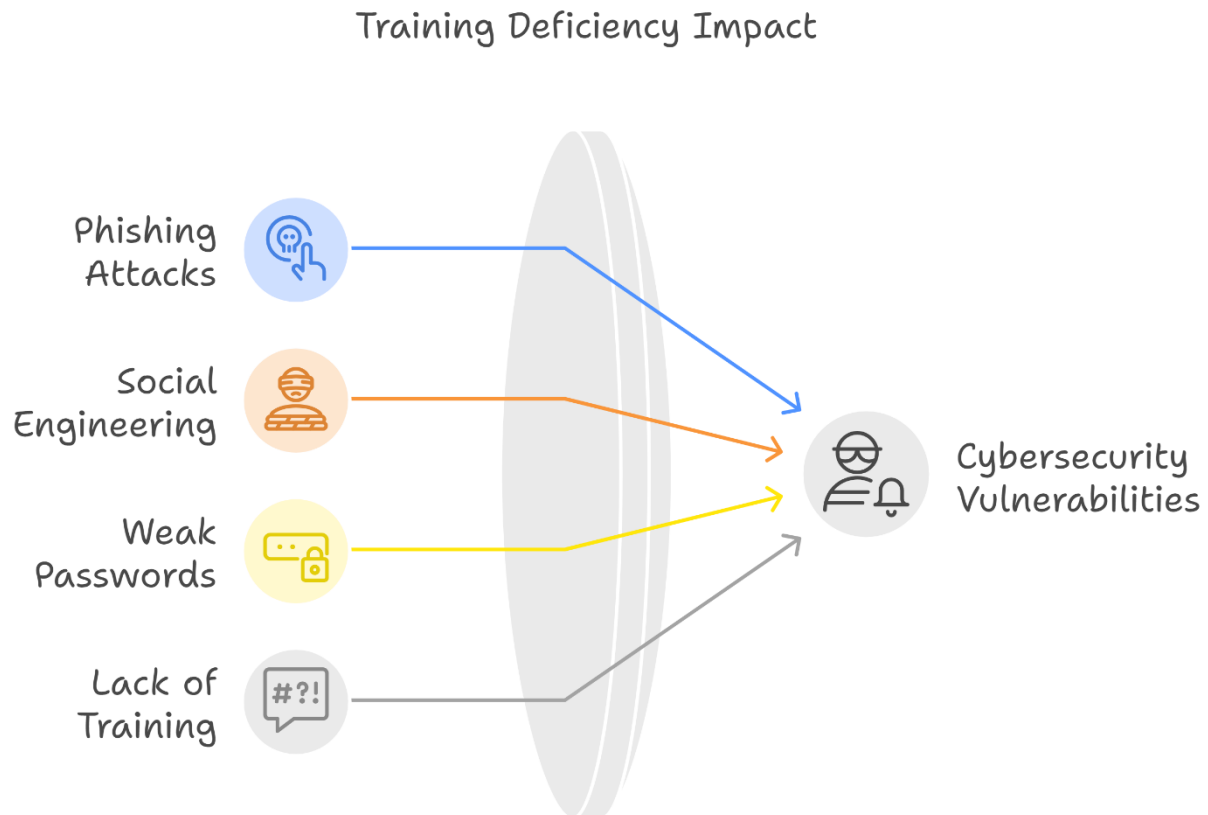 Training Deficiency Impact
Phishing
Attacks
Social
Engineering
Weak
Passwords
Lack of
Training
#?!
Cybersecurity
Vulnerabilities